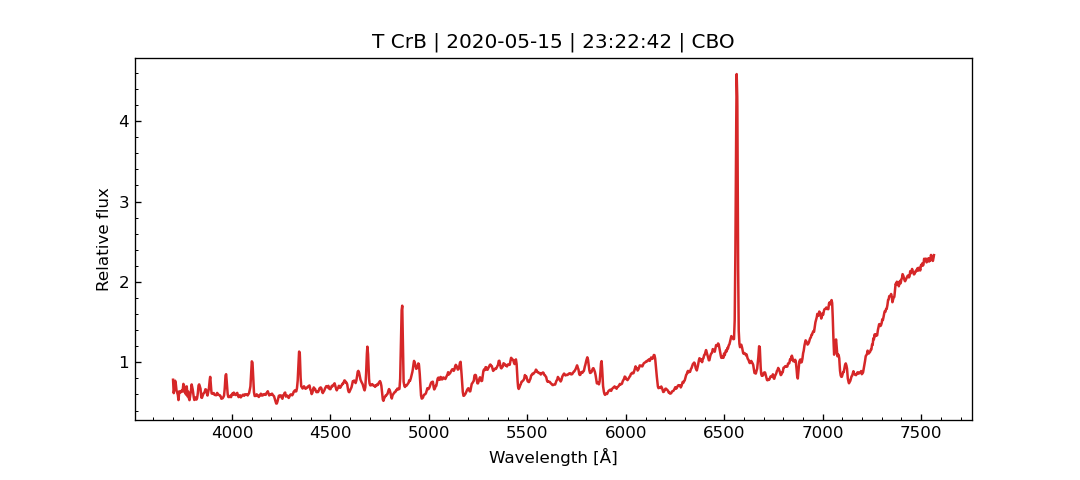 T CrB | 2020-05-15 | 23:22:42 | CBO
Relative flux
4
3
2
1
4000 4500 5000 5500 6000 6500 7000 7500
Wavelength [Å]